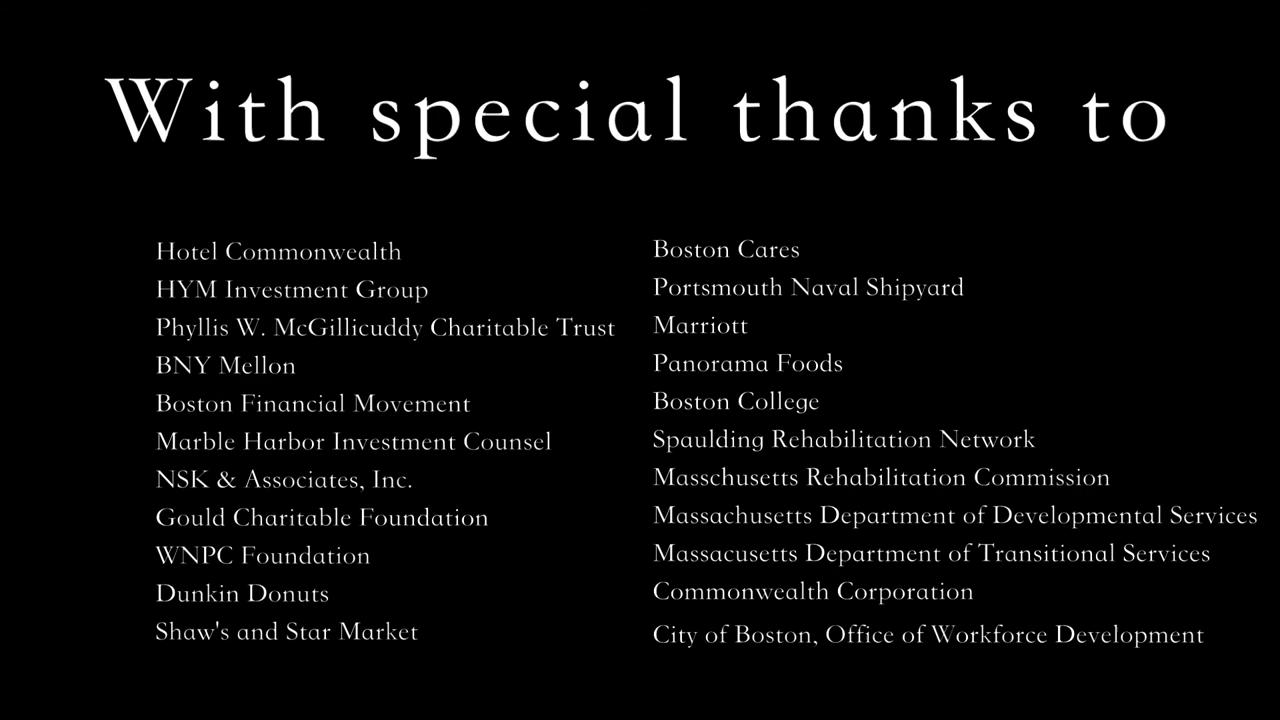 With special thanks to
Hotel Commonwealth
HYM Investment Group
Phyllis W. McGillicuddy Charitable Trust
BNY Mellon
Boston Financial Movement
Marble Harbor Investment Counsel
NSK & Associates, Inc.
Gould Charitable Foundation
WNPC Foundation
Dunkin Donuts
Shaw's and Star Market
Boston Cares
Portsmouth Naval Shipyard
Marriott
Panorama Foods
Boston College
Spaulding Rehabilitation Network
Masschusetts Rehabilitation Commission
Massachusetts Department of Developmental Services
Massacusetts Department of Transitional Services
Commonwealth Corporation
City of Boston, Office of Workforce Development